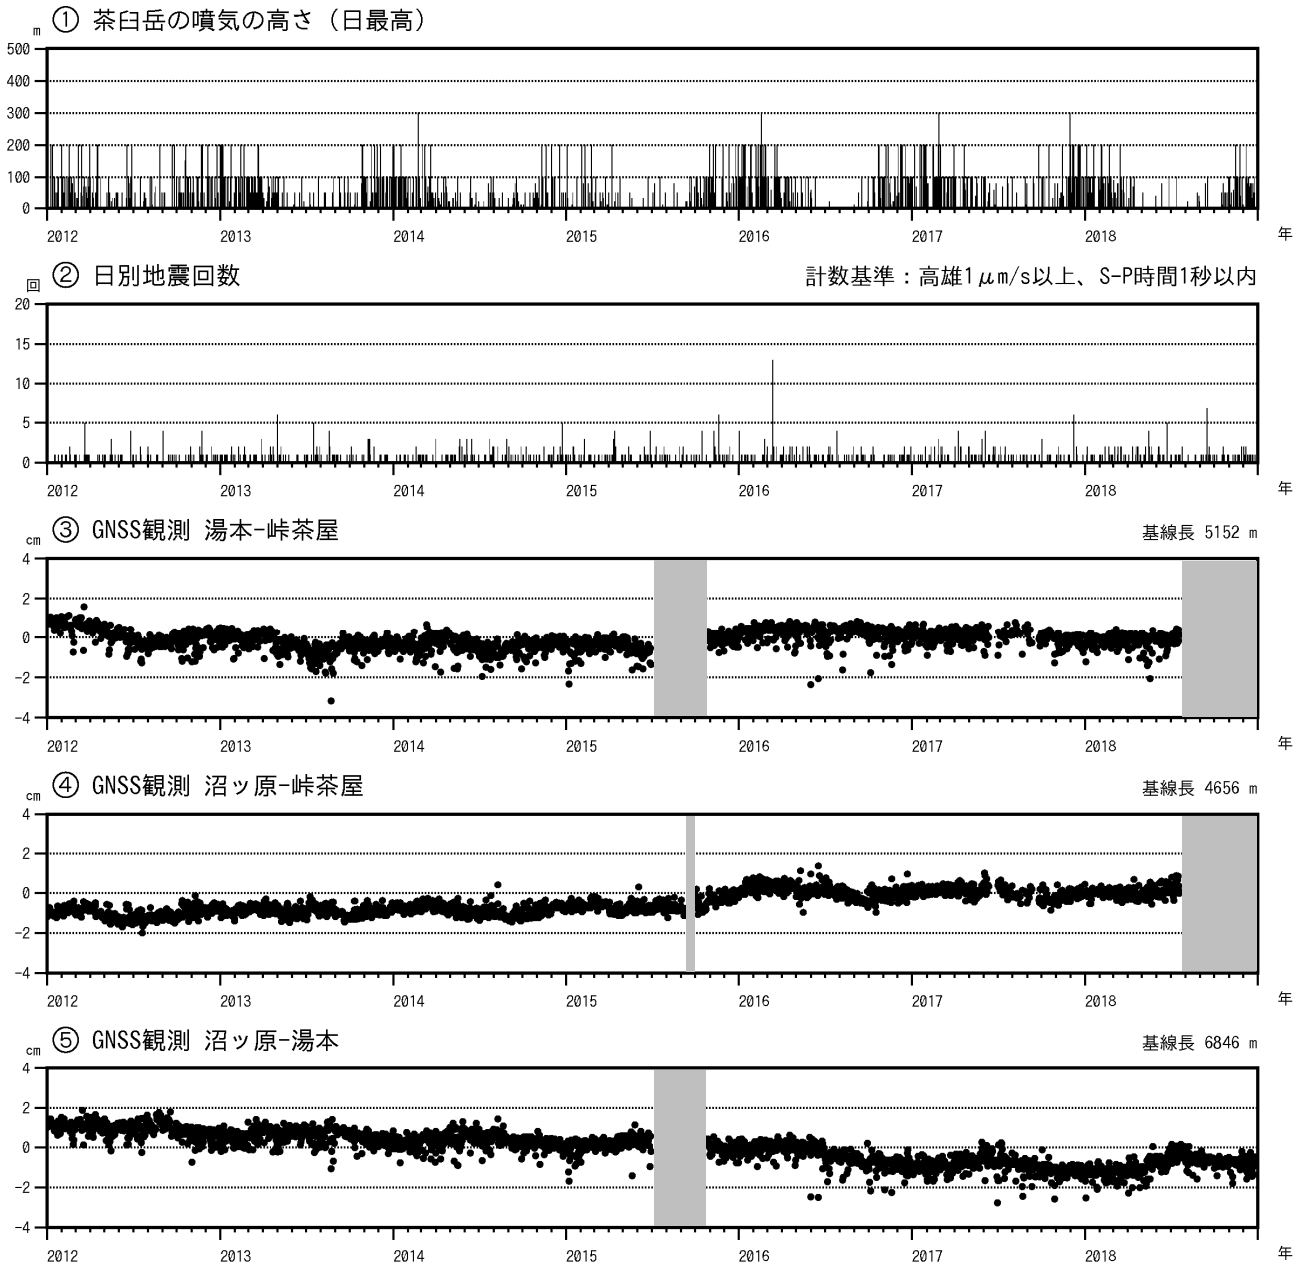 ① 茶臼岳の噴気の高さ（日最高）
m
500
400
300
200
100
0
2012 2013 2014 2015 2016 2017 2018 年
② 日別地震回数 計数基準：高雄1μm/s以上、S-P時間1秒以内
回
20
15
10
5
0
2012 2013 2014 2015 2016 2017 2018 年
③ GNSS観測 湯本-峠茶屋 基線長 5152 m
cm
4
2
0
-2
-4
2012 2013 2014 2015 2016 2017 2018 年
④ GNSS観測 沼ッ原-峠茶屋 基線長 4656 m
cm
4
2
0
-2
-4
2012 2013 2014 2015 2016 2017 2018 年
⑤ GNSS観測 沼ッ原-湯本 基線長 6846 m
cm
4
2
0
-2
-4
2012 2013 2014 2015 2016 2017 2018 年